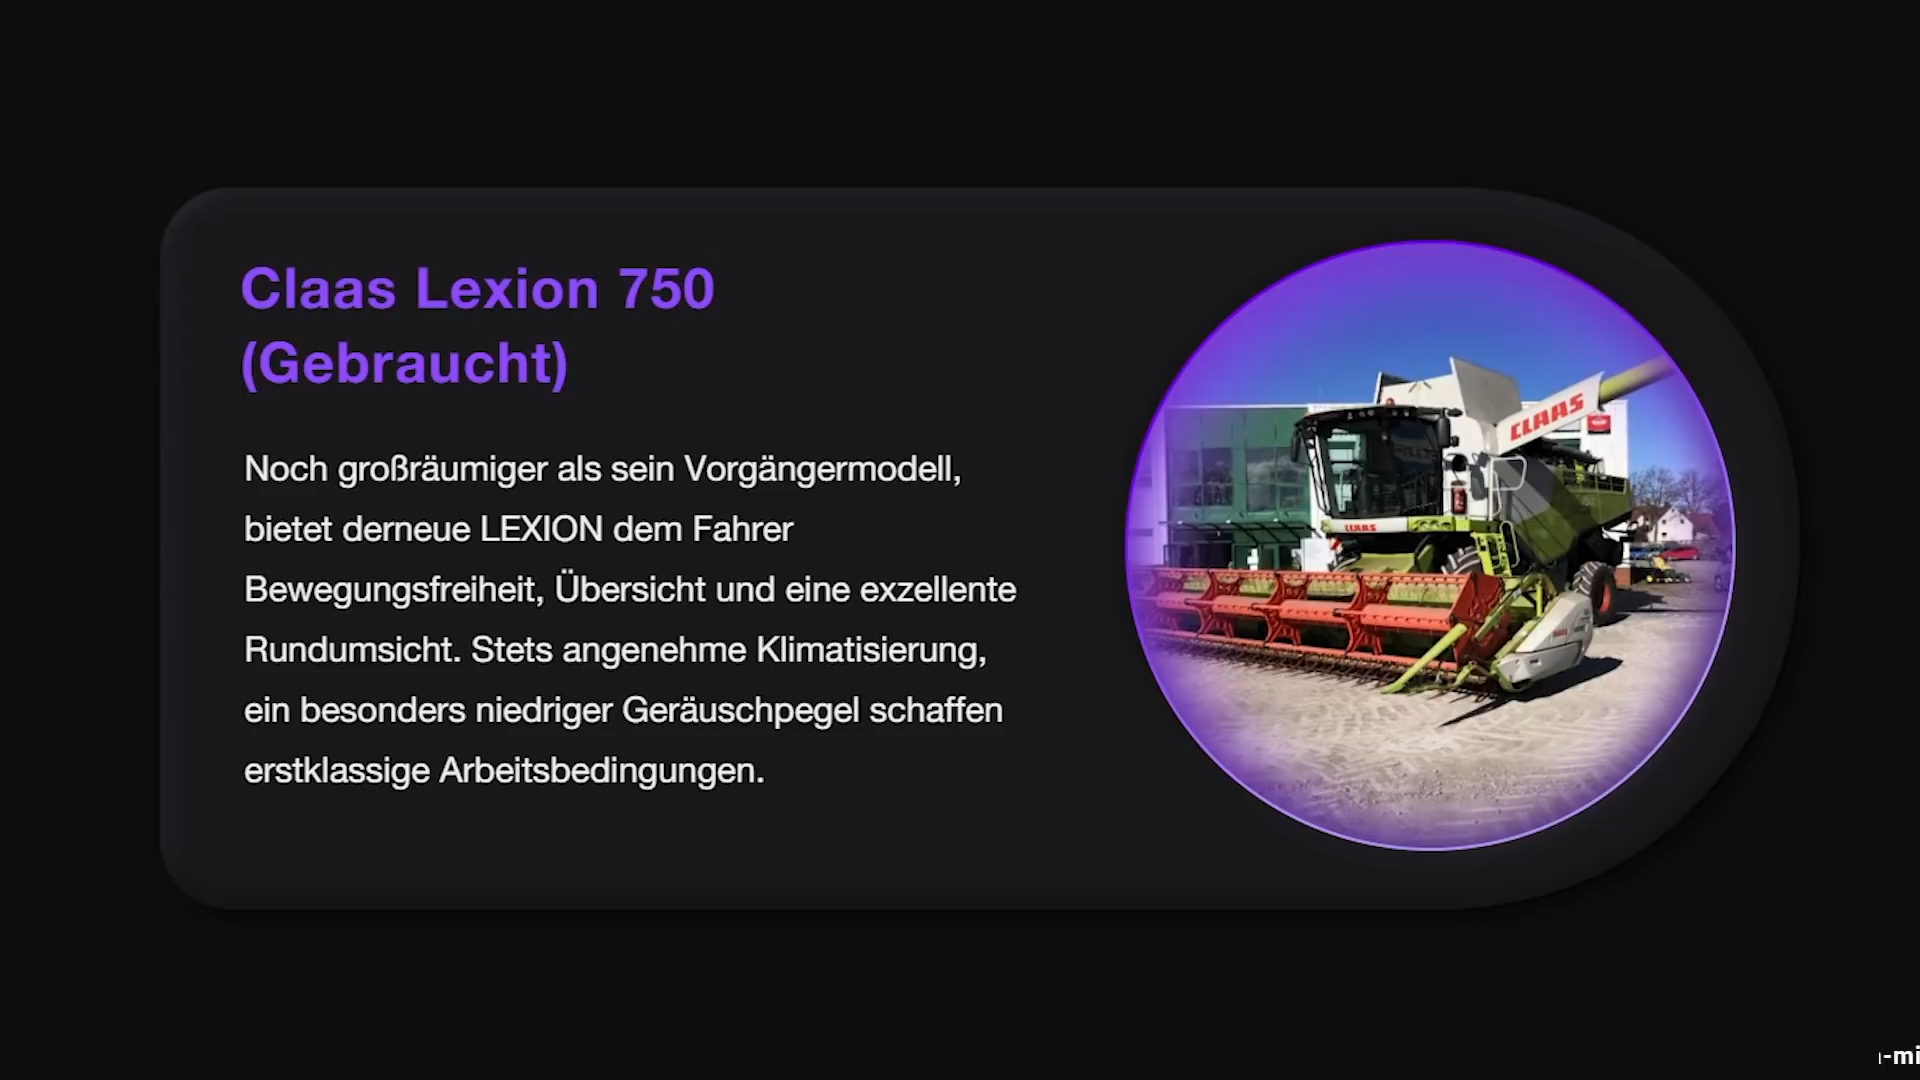 Claas Lexion 750
(Gebraucht)
Noch großräumiger als sein Vorgängermodell,
bietet derneue LEXION dem Fahrer
Bewegungsfreiheit, Übersicht und eine exzellente
Rundumsicht. Stets angenehme Klimatisierung,
ein besonders niedriger Geräuschpegel schaffen
erstklassige Arbeitsbedingungen.
CLAAS
CLAAS
-mi